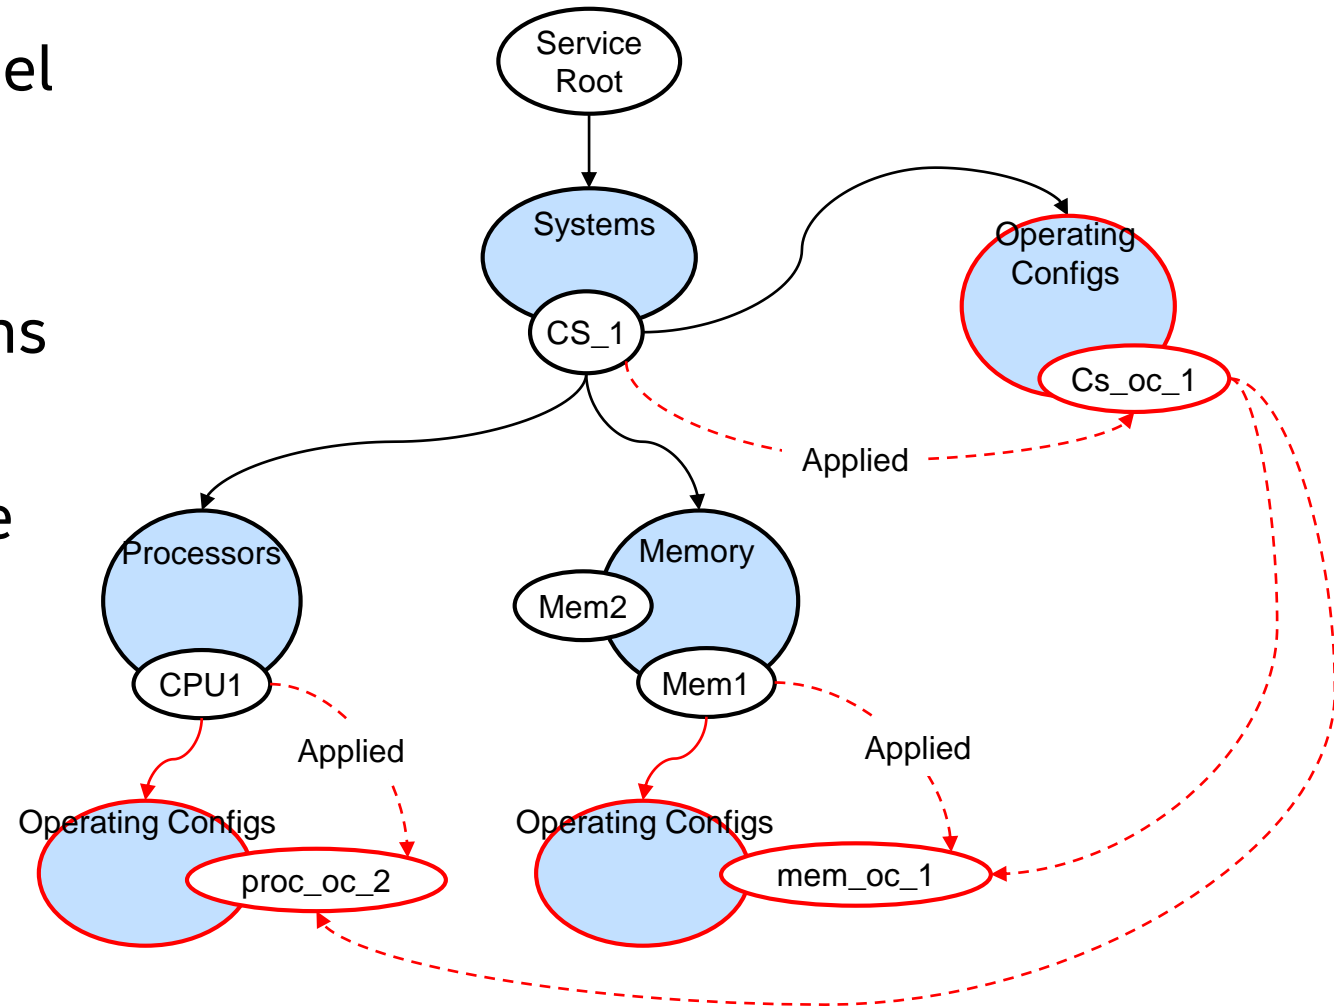 el
ns
e
Service
Root
Systems
CS_1
Operating
Configs
Cs_oc_1
Applied
Processors
CPU1
Memory
Mem2
Mem1
Applied
Applied
Operating Configs
proc_oc_2
Operating Configs
mem_oc_1